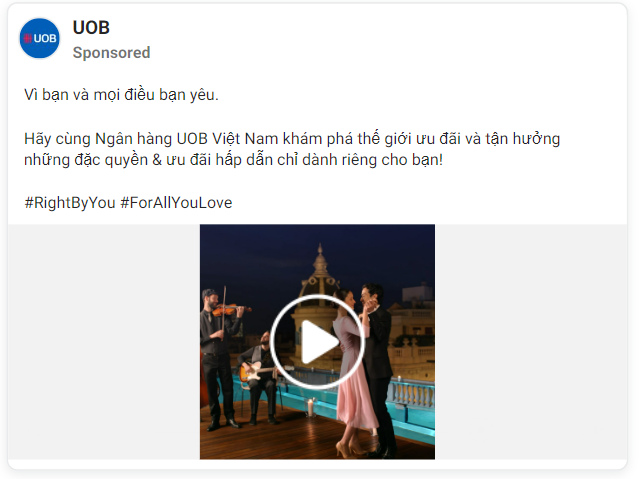 UOB
UOB
Sponsored
Vì bạn và mọi điều bạn yêu.
Hãy cùng Ngân hàng UOB Việt Nam khám phá thế giới ưu đãi và tận hưởng
những đặc quyền & ưu đãi hấp dẫn chỉ dành riêng cho bạn!
#RightByYou #ForAllYouLove